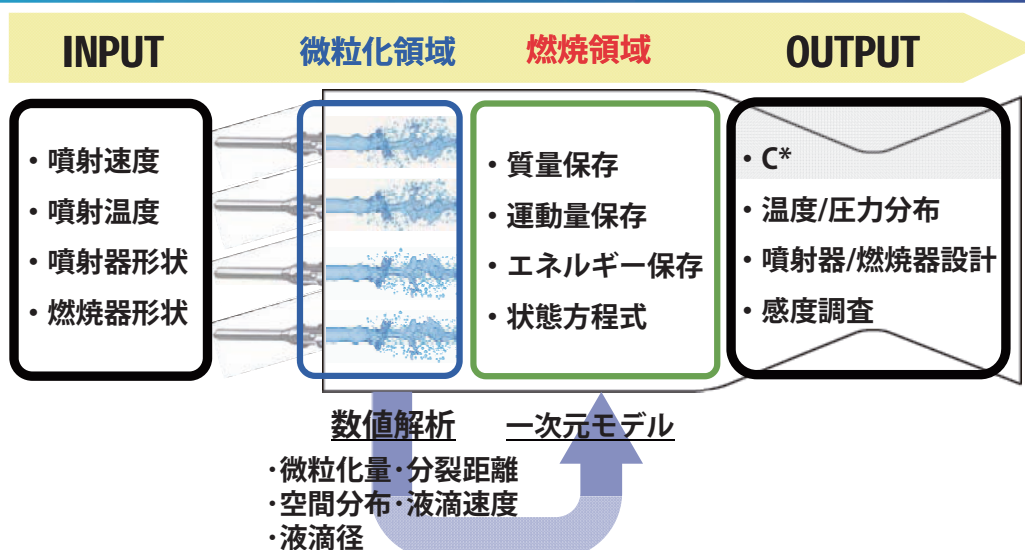 INPUT
微粒化領域
燃焼領域
OUTPUT
・噴射速度
・噴射温度
・噴射器形状
・燃焼器形状
・質量保存
・運動量保存
・エネルギー保存
・状態方程式
・C*
・温度/圧力分布
・噴射器/燃焼器設計
・感度調査
数値解析
・微粒化量・分裂距離
・空間分布・液滴速度
・液滴径
一次元モデル